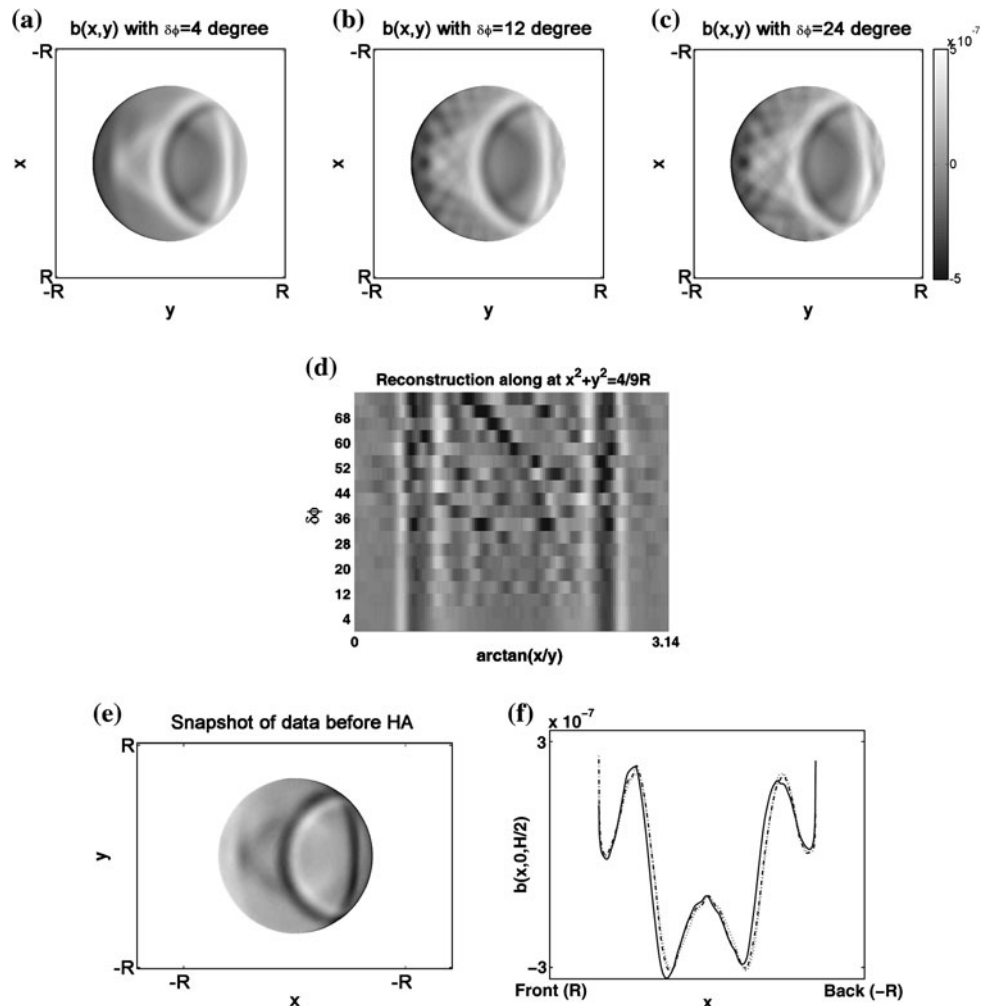 (a)
b(x,y) with δϕ=4 degree
-R
x
R
-R
R
y
(b)
b(x,y) with δϕ=12 degree
-R
x
R
-R
R
y
(c)
b(x,y) with δϕ=24 degree
-R
x
R
-R
R
y
x 10⁻⁷
5
0
-5
(d)
Reconstruction along at x²+y²=4/9R
68
60
52
44
36
28
20
12
4
δϕ
0
3.14
arctan(x/y)
(e)
Snapshot of data before HA
R
y
-R
-R
-R
x
(f)
x 10⁻⁷
3
b(x,0,H/2)
-3
Front (R)
Back (-R)
x